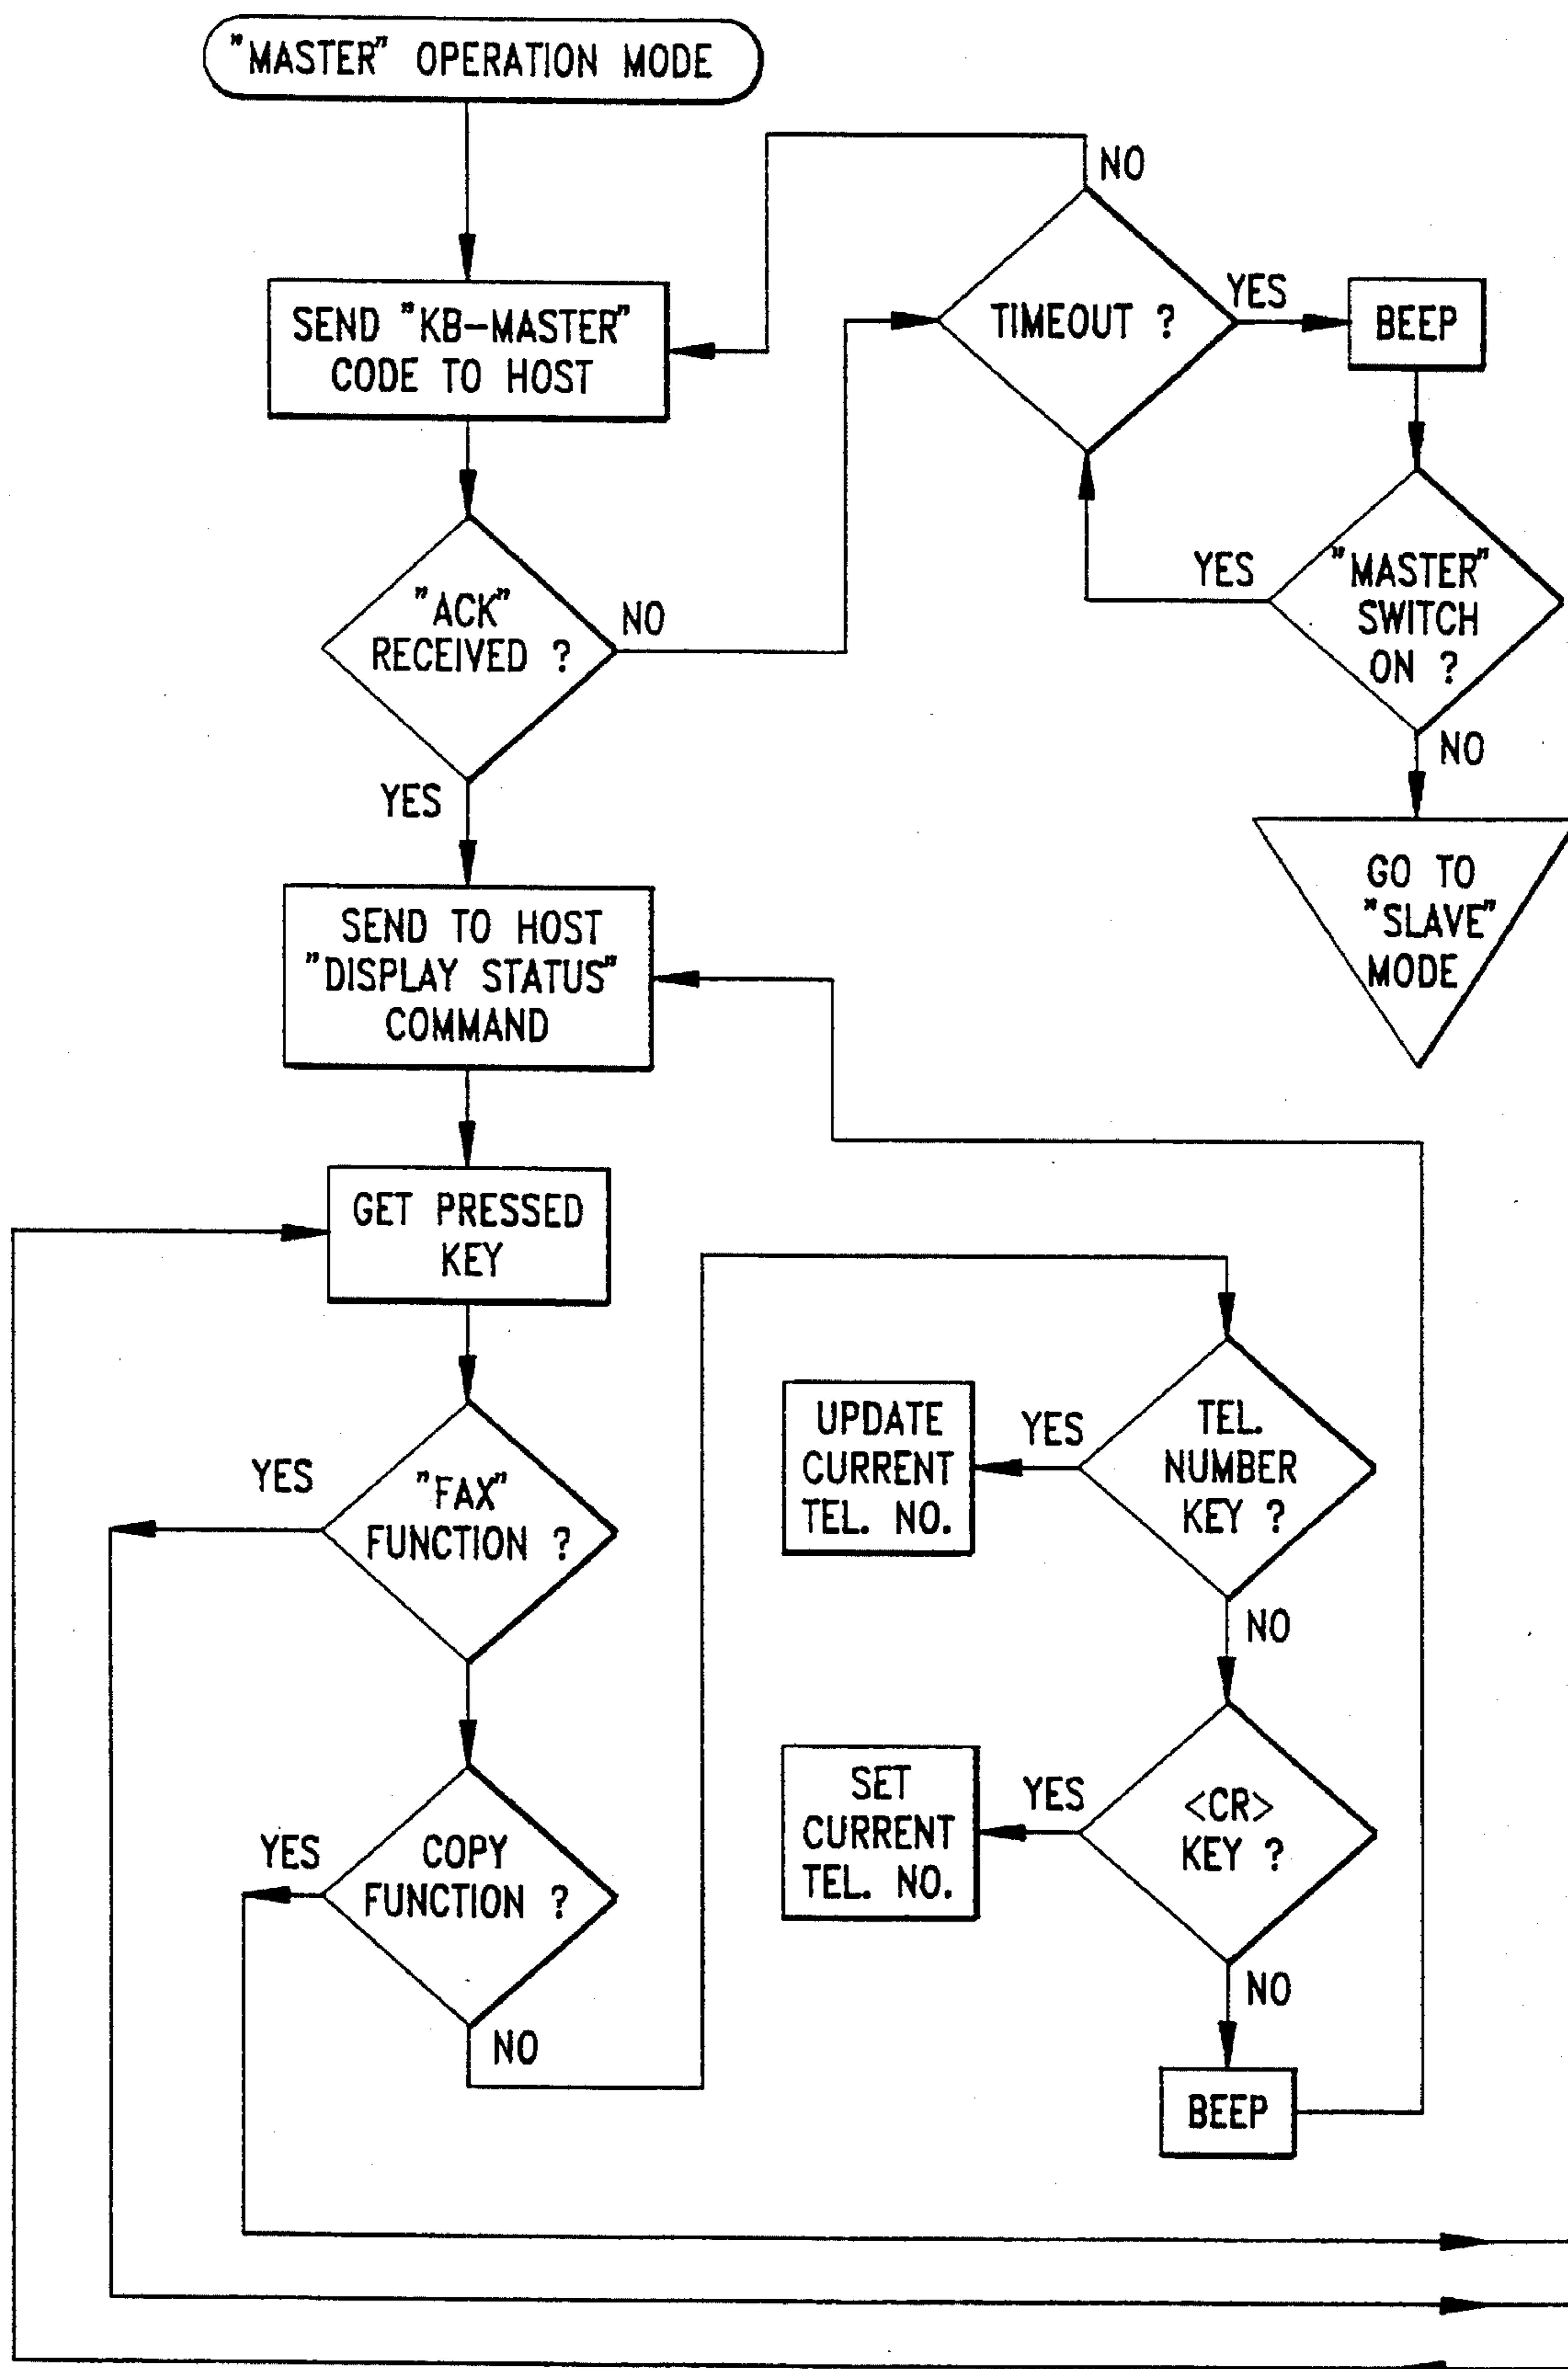 "MASTER" OPERATION MODE
NO
TIMEOUT ?
YES
BEEP
SEND "KB-MASTER"
CODE TO HOST
"ACK"
RECEIVED ?
NO
YES
YES
"MASTER"
SWITCH
ON ?
NO
GO TO
"SLAVE"
MODE
SEND TO HOST
"DISPLAY STATUS"
COMMAND
GET PRESSED
KEY
YES
"FAX"
FUNCTION ?
YES
COPY
FUNCTION ?
NO
UPDATE
CURRENT
TEL. NO.
YES
TEL.
NUMBER
KEY ?
NO
SET
CURRENT
TEL. NO.
YES
<CR>
KEY ?
NO
BEEP